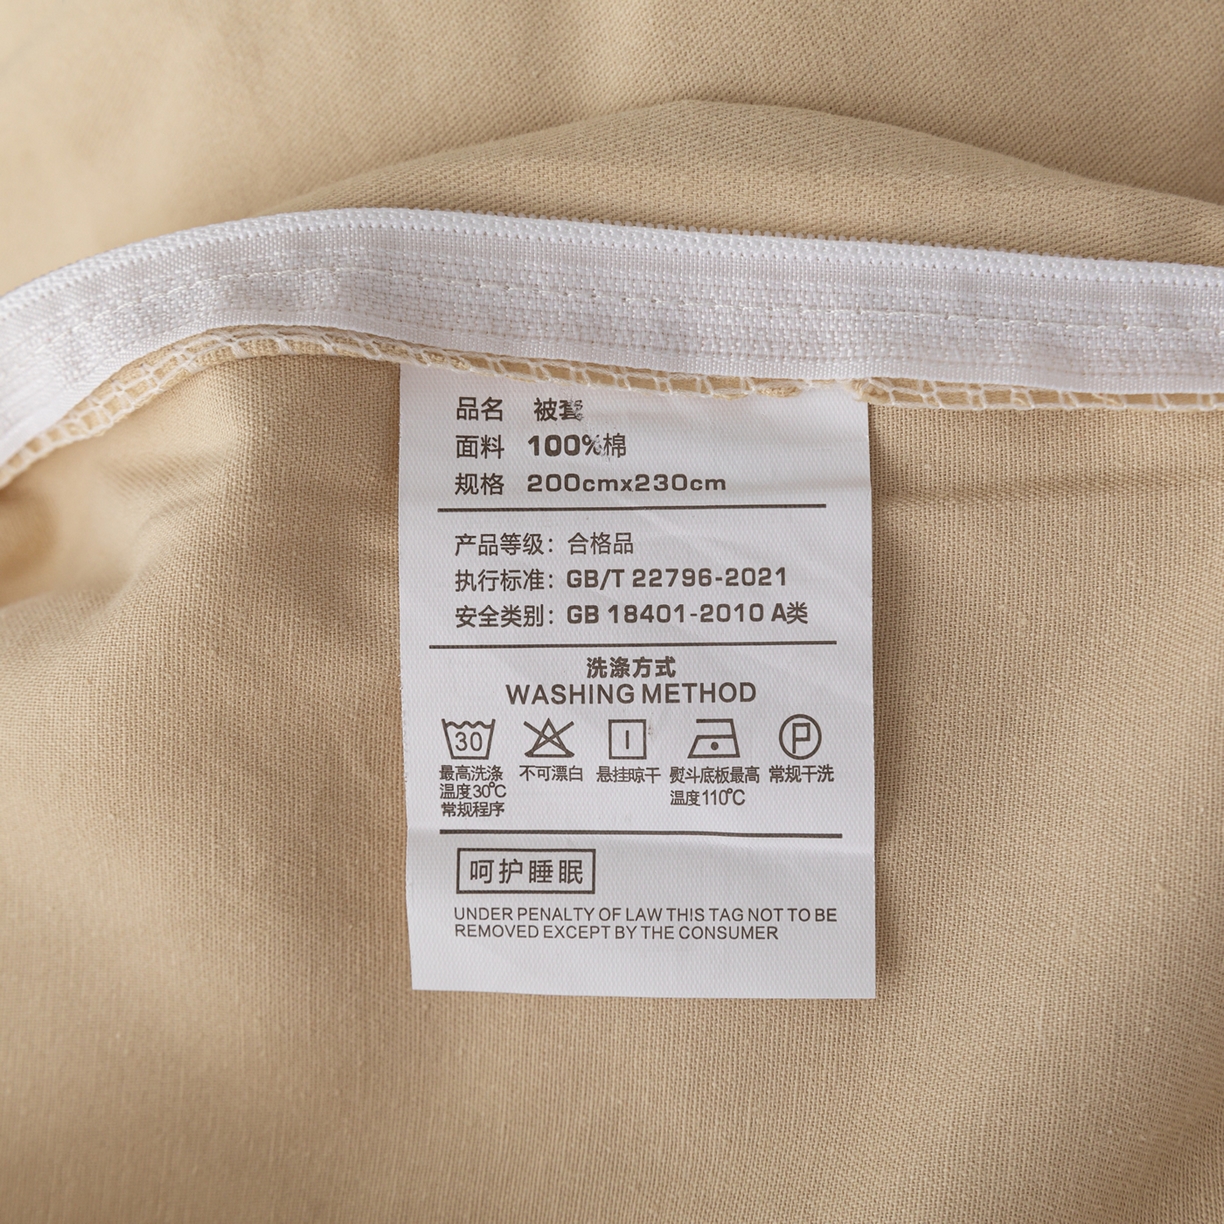 品名 被套
面料 100%棉
规格 200cmx230cm
产品等级：合格品
执行标准：GB/T 22796-2021
安全类别：GB 18401-2010 A类
洗涤方式
WASHING METHOD
30
P
最高洗涤
温度30℃
常规程序
不可漂白
悬挂晾干
熨斗底板最高
温度110℃
常规干洗
呵护睡眠
UNDER PENALTY OF LAW THIS TAG NOT TO BE
REMOVED EXCEPT BY THE CONSUMER